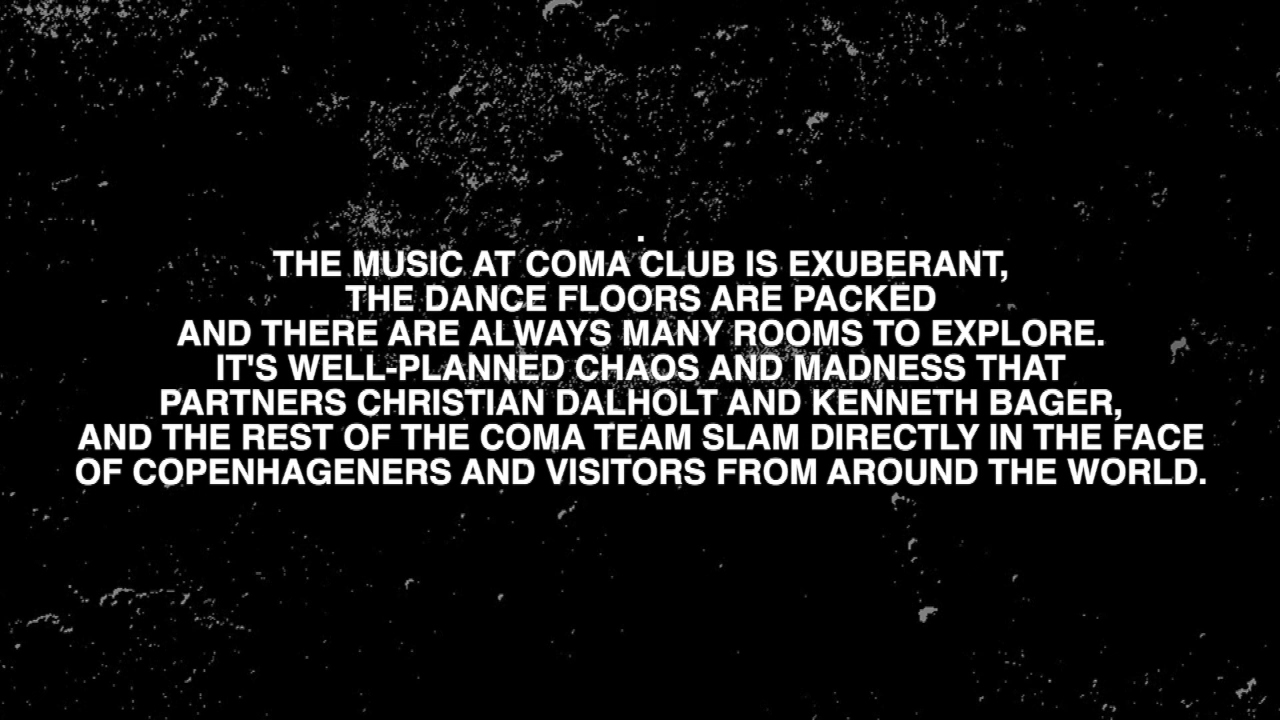 .
THE MUSIC AT COMA CLUB IS EXUBERANT,
THE DANCE FLOORS ARE PACKED
AND THERE ARE ALWAYS MANY ROOMS TO EXPLORE.
IT'S WELL-PLANNED CHAOS AND MADNESS THAT
PARTNERS CHRISTIAN DALHOLT AND KENNETH BAGER,
AND THE REST OF THE COMA TEAM SLAM DIRECTLY IN THE FACE
OF COPENHAGENERS AND VISITORS FROM AROUND THE WORLD.